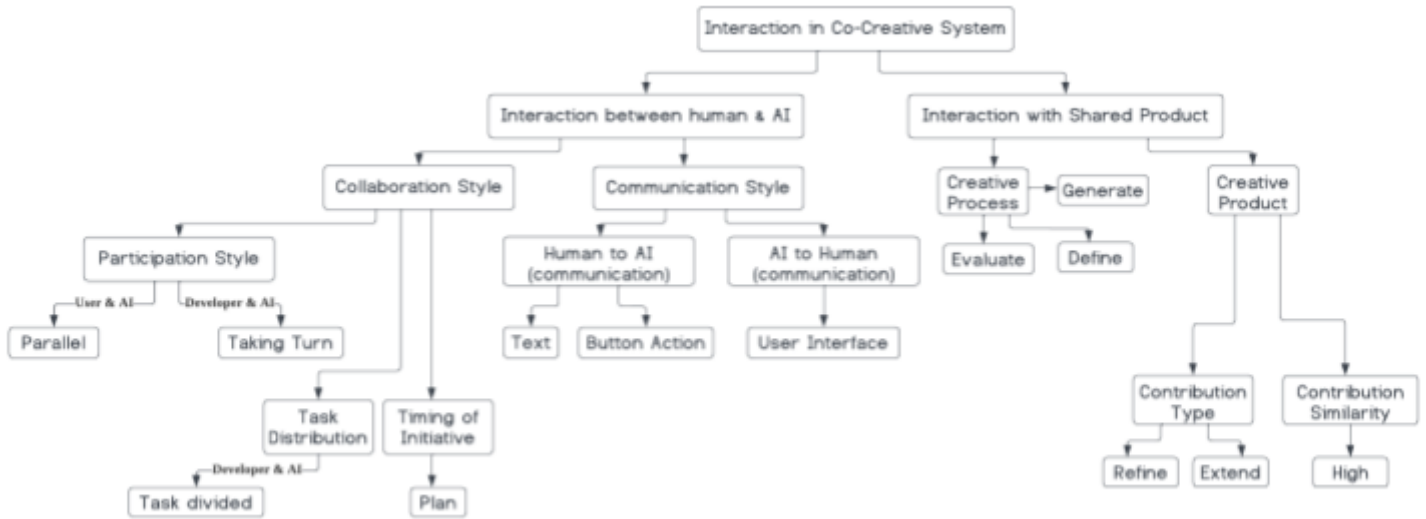 Interaction in Co-Creative System
Interaction between human & AI
Interaction with Shared Product
Collaboration Style
Communication Style
Creative
Process
Generate
Creative
Product
Participation Style
Human to AI
(communication)
AI to Human
(communication)
Evaluate
Define
User & AI
Developer & AI
Parallel
Taking Turn
Text
Button Action
User Interface
Task
Distribution
Timing of
Initiative
Contribution
Type
Contribution
Similarity
Developer & AI
Refine
Extend
High
Task divided
Plan